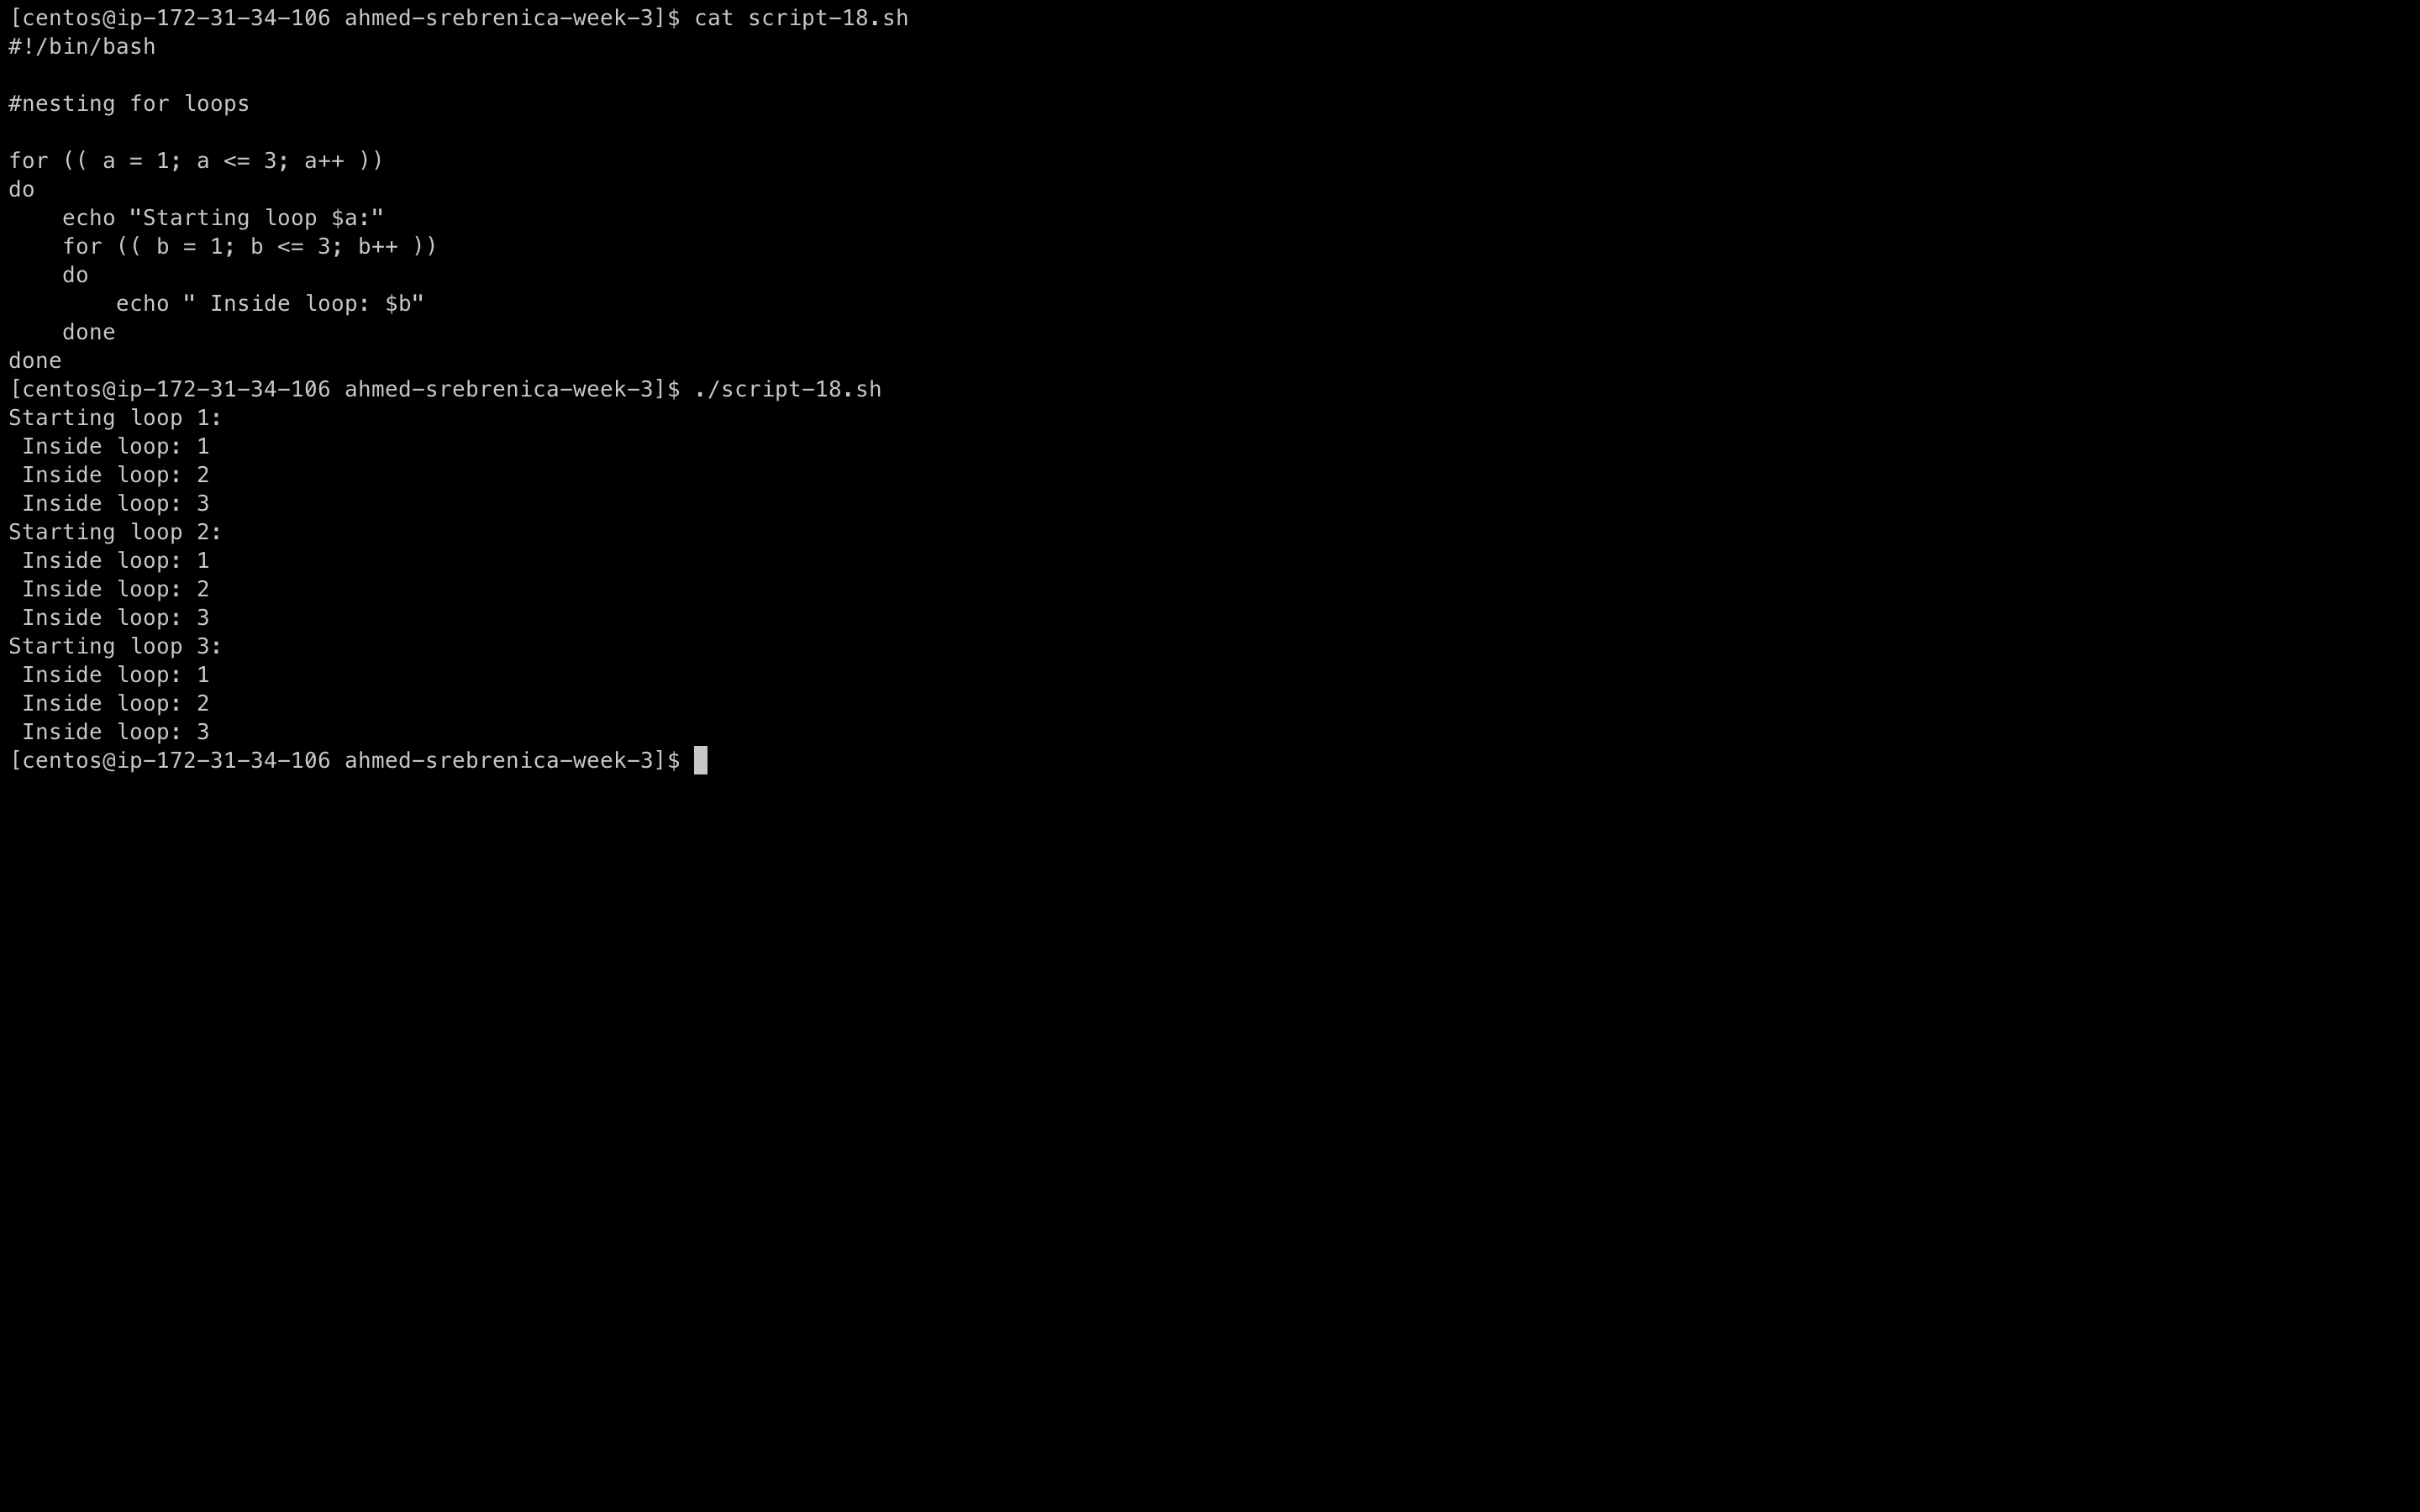 [centos@ip-172-31-34-106 ahmed-srebrenica-week-3]$ cat script-18.sh
#!/bin/bash

#nesting for loops

for (( a = 1; a <= 3; a++ ))
do
    echo "Starting loop $a:"
    for (( b = 1; b <= 3; b++ ))
    do
        echo " Inside loop: $b"
    done
done
[centos@ip-172-31-34-106 ahmed-srebrenica-week-3]$ ./script-18.sh
Starting loop 1:
 Inside loop: 1
 Inside loop: 2
 Inside loop: 3
Starting loop 2:
 Inside loop: 1
 Inside loop: 2
 Inside loop: 3
Starting loop 3:
 Inside loop: 1
 Inside loop: 2
 Inside loop: 3
[centos@ip-172-31-34-106 ahmed-srebrenica-week-3]$